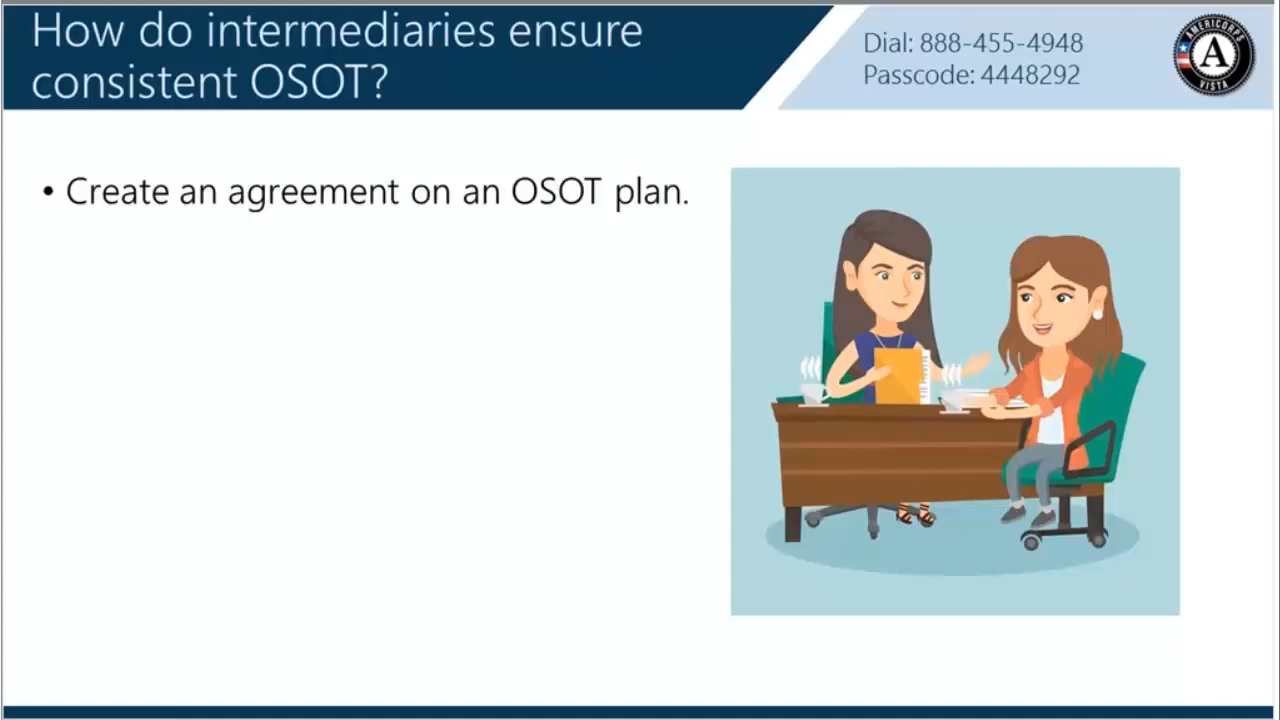 How do intermediaries ensure
consistent OSOT?
Dial: 888-455-4948
Passcode: 4448292
AMERICORPS
A
VISTA
• Create an agreement on an OSOT plan.